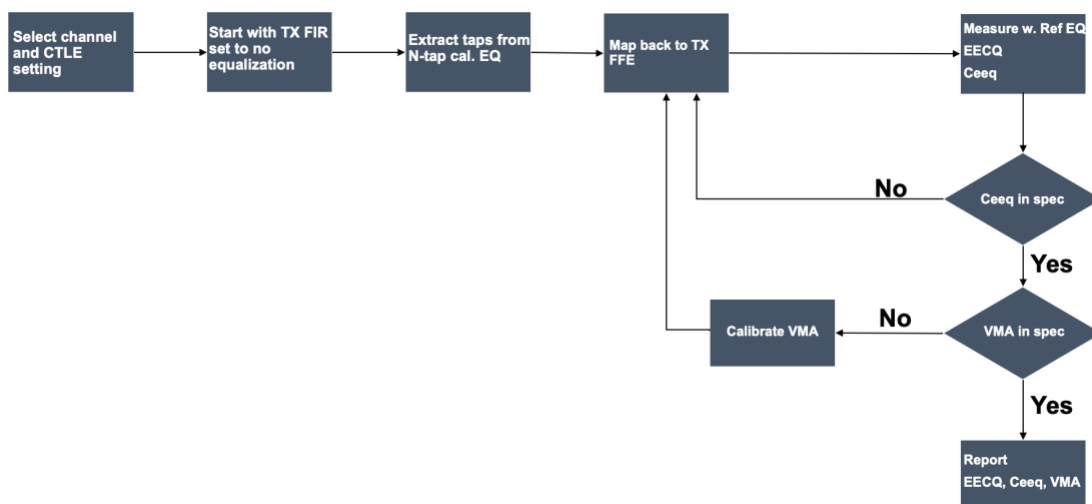 Select channel
and CTLE
setting
Start with TX FIR
set to no
equalization
Extract taps from
N-tap cal. EQ
Map back to TX
FFE
Measure w. Ref EQ
EECQ
Ceeq
No
Ceeq in spec
Yes
Calibrate VMA
No
VMA in spec
Yes
Report
EECQ, Ceeq, VMA